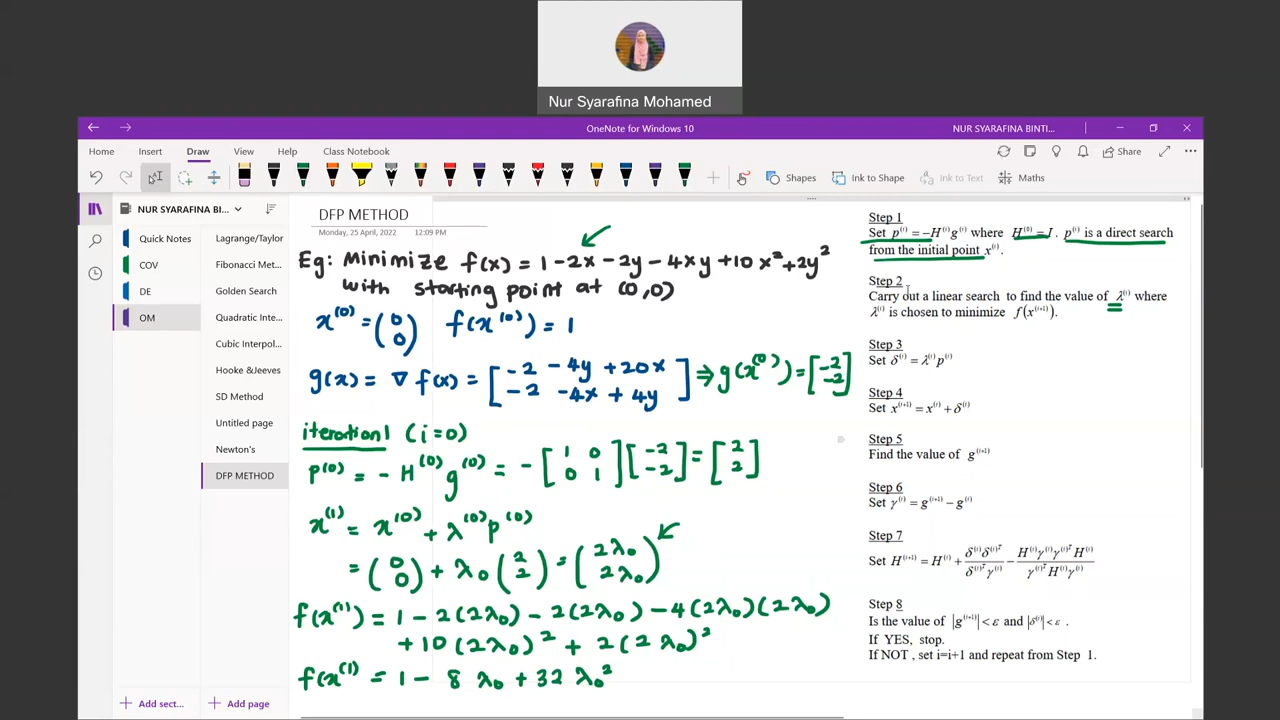 Nur Syarafina Mohamed
OneNote for Windows 10
NUR SYARAFINA BINTI...
Home Insert Draw View Help Class Notebook
Share
Shapes Ink to Shape Ink to Text Maths
NUR SYARAFINA BI...
Quick Notes
COV
DE
OM
Lagrange/Taylor
Fibonacci Met...
Golden Search
Quadratic Inte...
Cubic Interpol...
Hooke &Jeeves
SD Method
Untitled page
Newton's
DFP METHOD
Add sect...
Add page
DFP METHOD
Monday, 25 April, 2022 12:09 PM
Eg: Minimize f(x) = 1 - 2x - 2y - 4xy + 10x² + 2y²
with starting point at (0,0)
x⁽⁰⁾ = (0 0) f(x⁽⁰⁾) = 1
g(x) = ∇ f(x) = [-2 - 4y + 20x -2 - 4x + 4y] ⇒ g(x⁽⁰⁾) = [-2 -2]
iteration 1 (i=0)
p⁽⁰⁾ = - H⁽⁰⁾ g⁽⁰⁾ = - [1 0 0 1] [-2 -2] = [2 2]
x⁽¹⁾ = x⁽⁰⁾ + λ⁽⁰⁾ p⁽⁰⁾
= (0 0) + λ₀ (2 2) = (2λ₀ 2λ₀)
f(x⁽¹⁾) = 1 - 2(2λ₀) - 2(2λ₀) - 4(2λ₀)(2λ₀)
+ 10(2λ₀)² + 2(2λ₀)²
f(x⁽¹⁾ = 1 - 8 λ₀ + 32 λ₀²
Step 1
Set p⁽ⁱ⁾ = -H⁽ⁱ⁾g⁽ⁱ⁾ where H⁽⁰⁾ = I. p⁽ⁱ⁾ is a direct search
from the initial point x⁽ⁱ⁾.
Step 2
Carry out a linear search to find the value of λ⁽ⁱ⁾ where
λ⁽ⁱ⁾ is chosen to minimize f(x⁽ⁱ⁺¹⁾).
Step 3
Set δ⁽ⁱ⁾ = λ⁽ⁱ⁾p⁽ⁱ⁾
Step 4
Set x⁽ⁱ⁺¹⁾ = x⁽ⁱ⁾ + δ⁽ⁱ⁾
Step 5
Find the value of g⁽ⁱ⁺¹⁾
Step 6
Set γ⁽ⁱ⁾ = g⁽ⁱ⁺¹⁾ - g⁽ⁱ⁾
Step 7
Set H⁽ⁱ⁺¹⁾ = H⁽ⁱ⁾ + δ⁽ⁱ⁾δ⁽ⁱ⁾ᵀ / δ⁽ⁱ⁾ᵀγ⁽ⁱ⁾ - H⁽ⁱ⁾γ⁽ⁱ⁾γ⁽ⁱ⁾ᵀH⁽ⁱ⁾ / γ⁽ⁱ⁾ᵀH⁽ⁱ⁾γ⁽ⁱ⁾
Step 8
Is the value of |g⁽ⁱ⁺¹⁾| < ε and |δ⁽ⁱ⁾| < ε .
If YES, stop.
If NOT , set i=i+1 and repeat from Step 1.